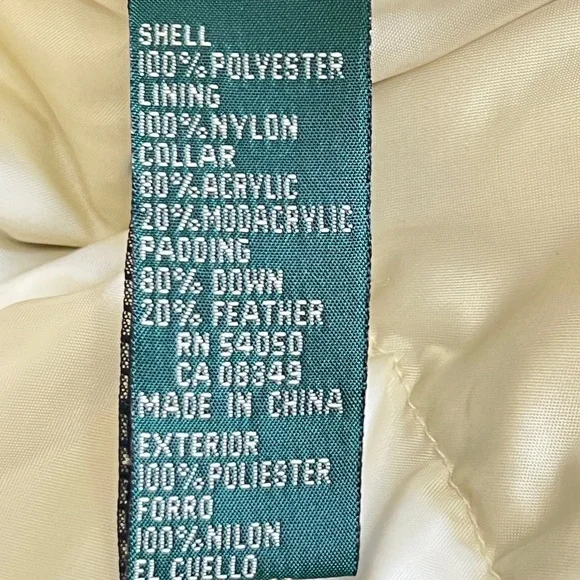 SHELL
100% POLYESTER
LINING
100% NYLON
COLLAR
80% ACRYLIC
20% MODACRYLIC
PADDING
80% DOWN
20% FEATHER
RN 54050
CA 08349
MADE IN CHINA
EXTERIOR
100% POLIESTER
FORRO
100% NILON
EL CUELLO